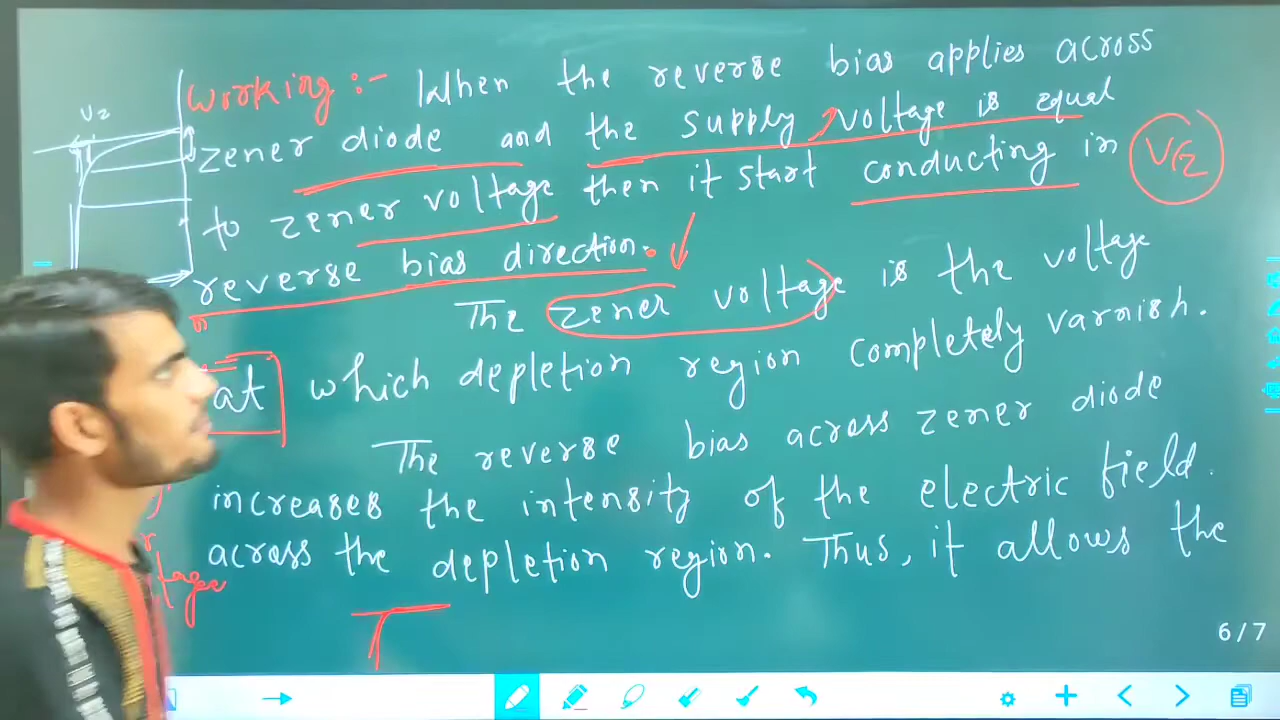 Vz
Working :- When the reverse bias applies across
zener diode and the supply voltage is equal
to zener voltage then it start conducting in
Vz
reverse bias direction.
The zener voltage is the voltage
at which depletion region completely varnish.
The reverse bias across zener diode
increases the intensity of the electric field.
across the depletion region. Thus, it allows the
6/7